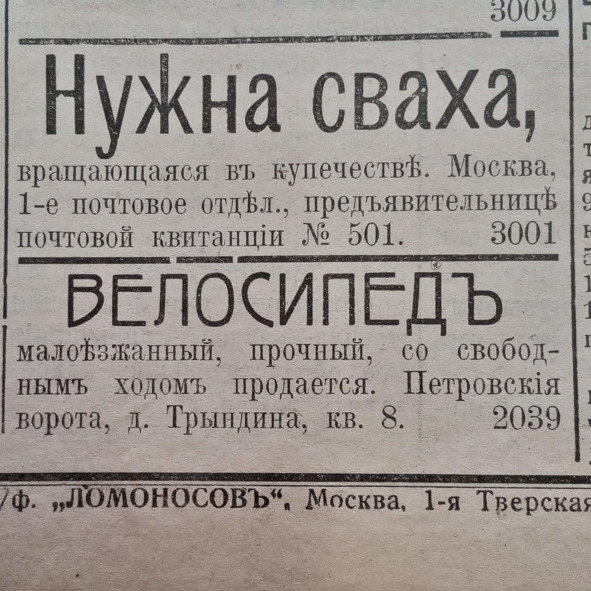 3009
Нужна сваха,
вращающаяся въ купечествѣ. Москва,
1-е почтовое отдѣл., предъявительницѣ
почтовой квитанціи № 501. 3001
ВЕЛОСИПЕДЪ
малоѣзжанный, прочный, со свобод-
нымъ ходомъ продается. Петровскія
ворота, д. Трындина, кв. 8. 2039
/ф. „ЛОМОНОСОВЪ“, Москва, 1-я Тверская